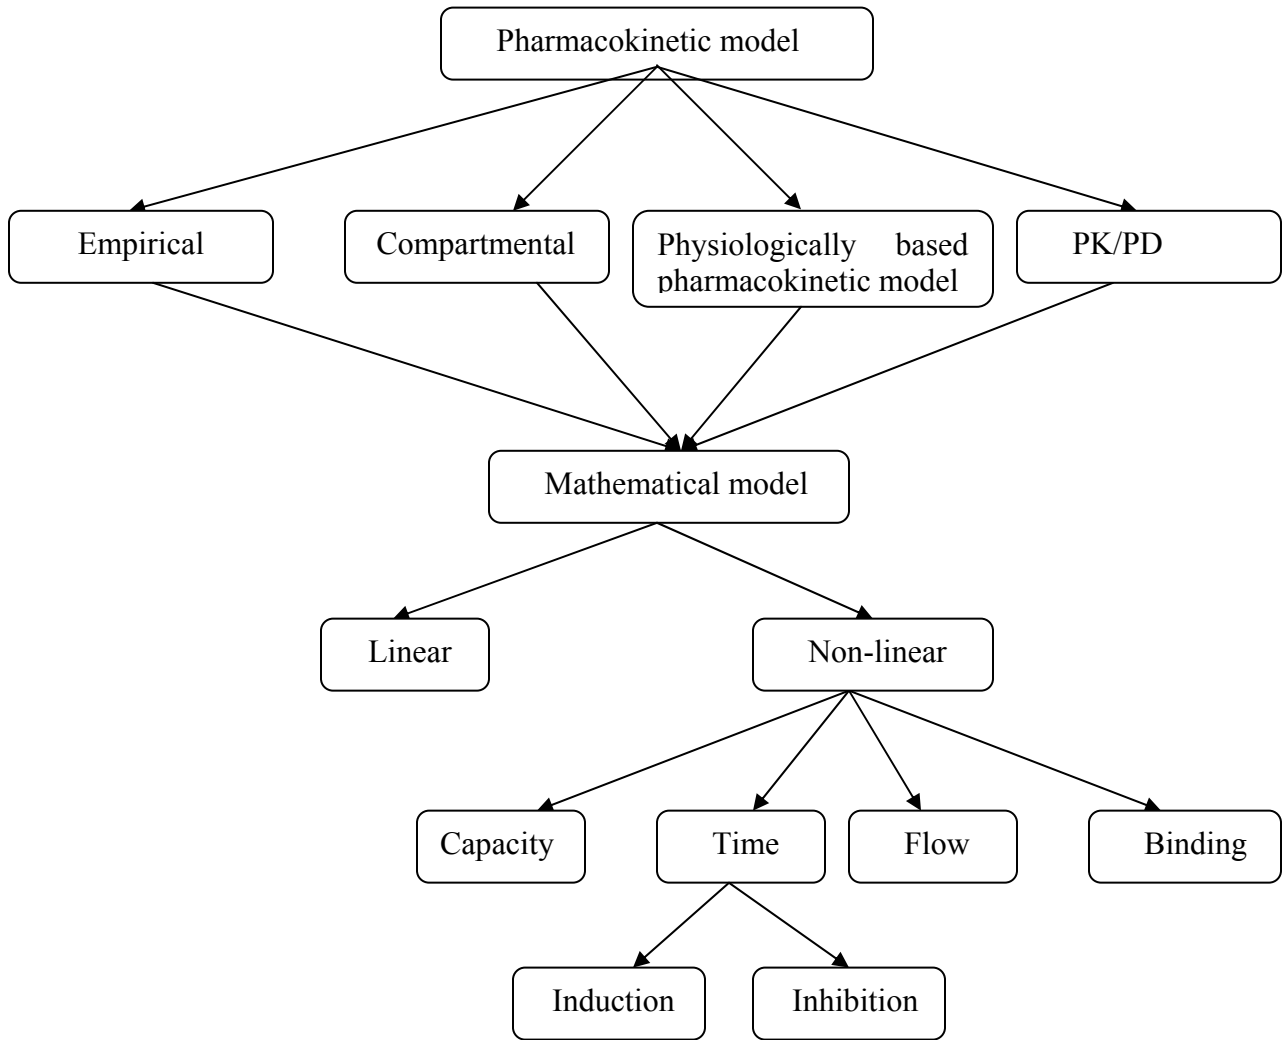 Pharmacokinetic model
Empirical
Compartmental
Physiologically based
pharmacokinetic model
PK/PD
Mathematical model
Linear
Non-linear
Capacity
Time
Flow
Binding
Induction
Inhibition